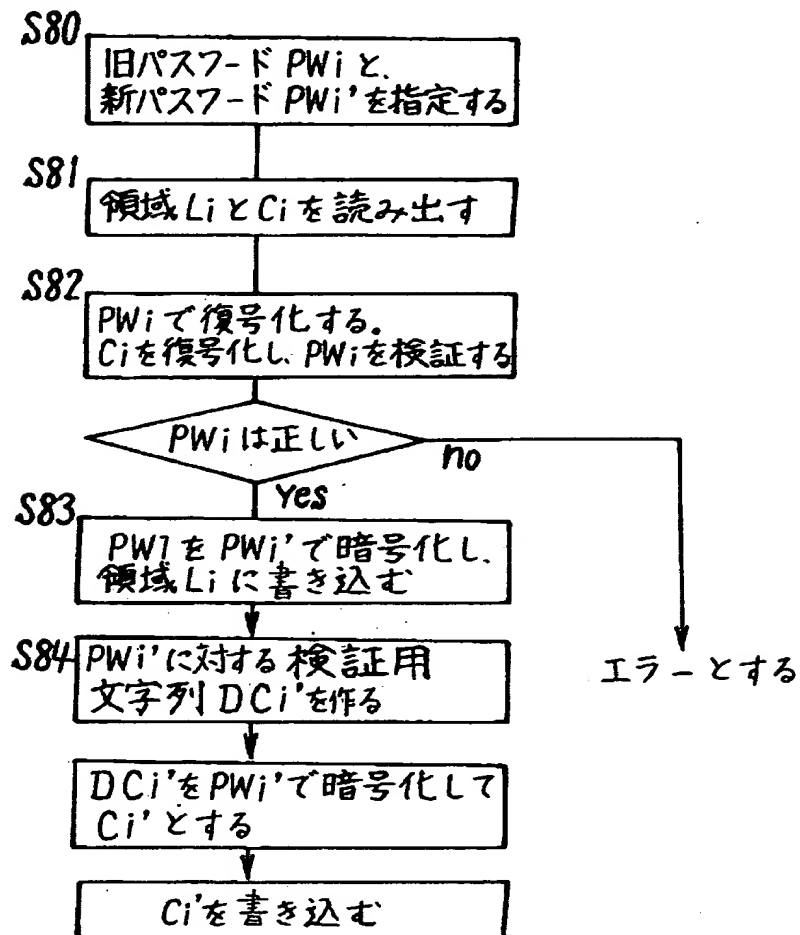 S80
旧パスワード PWiと、
新パスワード PWi'を指定する
S81
領域 LiとCiを読み出す
S82
PWiで復号化する。
Ciを復号化し、PWiを検証する
PWiは正しい
no
Yes
S83
PW1をPWi'で暗号化し、
領域Liに書き込む
S84
PWi'に対する検証用
文字列 DCi'を作る
エラーとする
DCi'をPWi'で暗号化して
Ci'とする
Ci'を書き込む